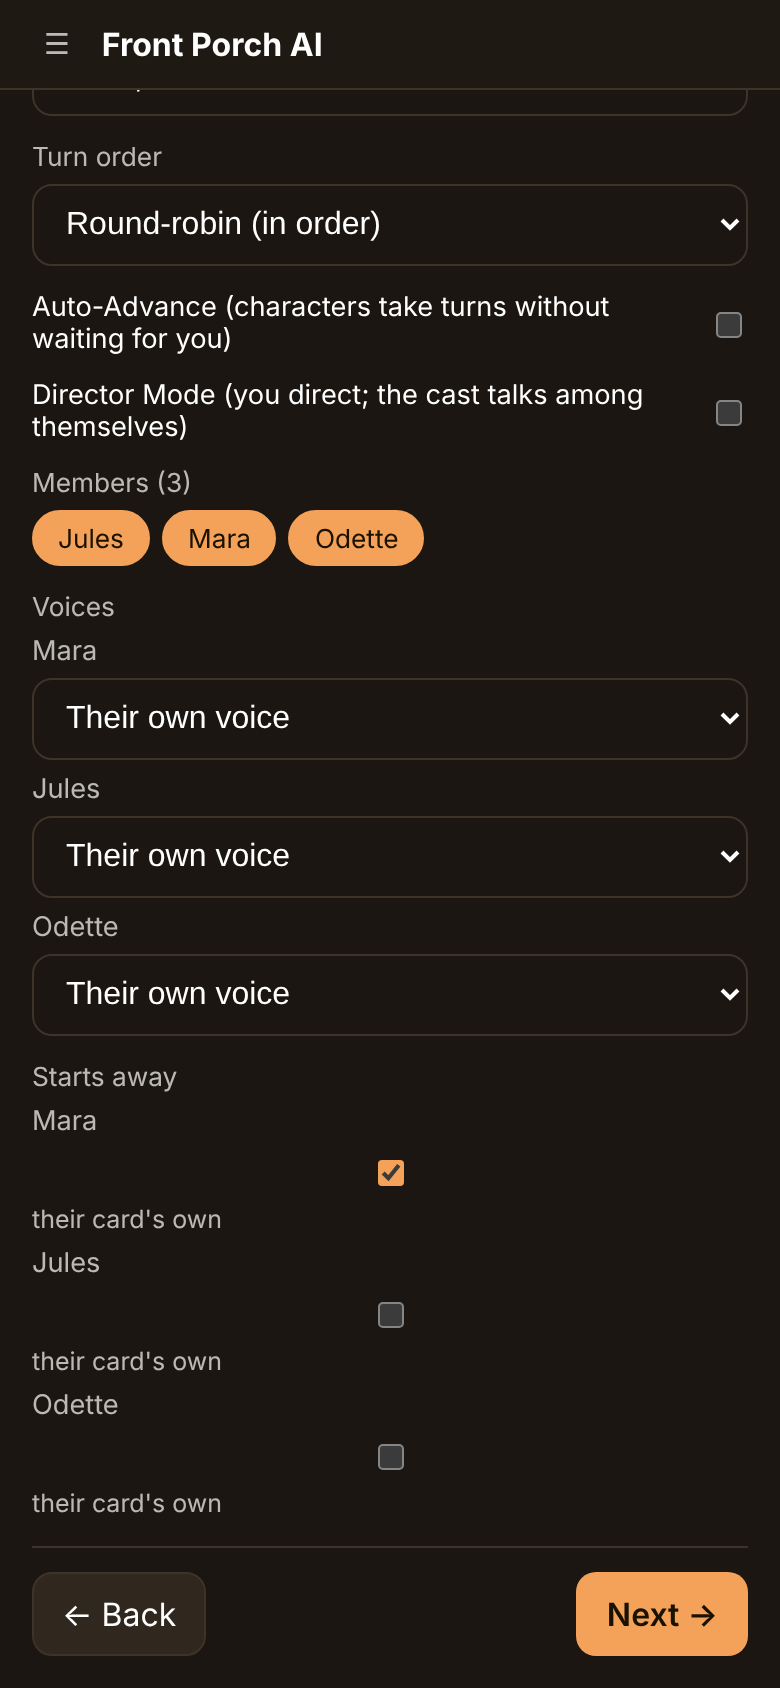 Front Porch AI
Turn order
Round-robin (in order)
Auto-Advance (characters take turns without
waiting for you)
Director Mode (you direct; the cast talks among
themselves)
Members (3)
Jules
Mara
Odette
Voices
Mara
Their own voice
Jules
Their own voice
Odette
Their own voice
Starts away
Mara
their card's own
Jules
their card's own
Odette
their card's own
← Back
Next →